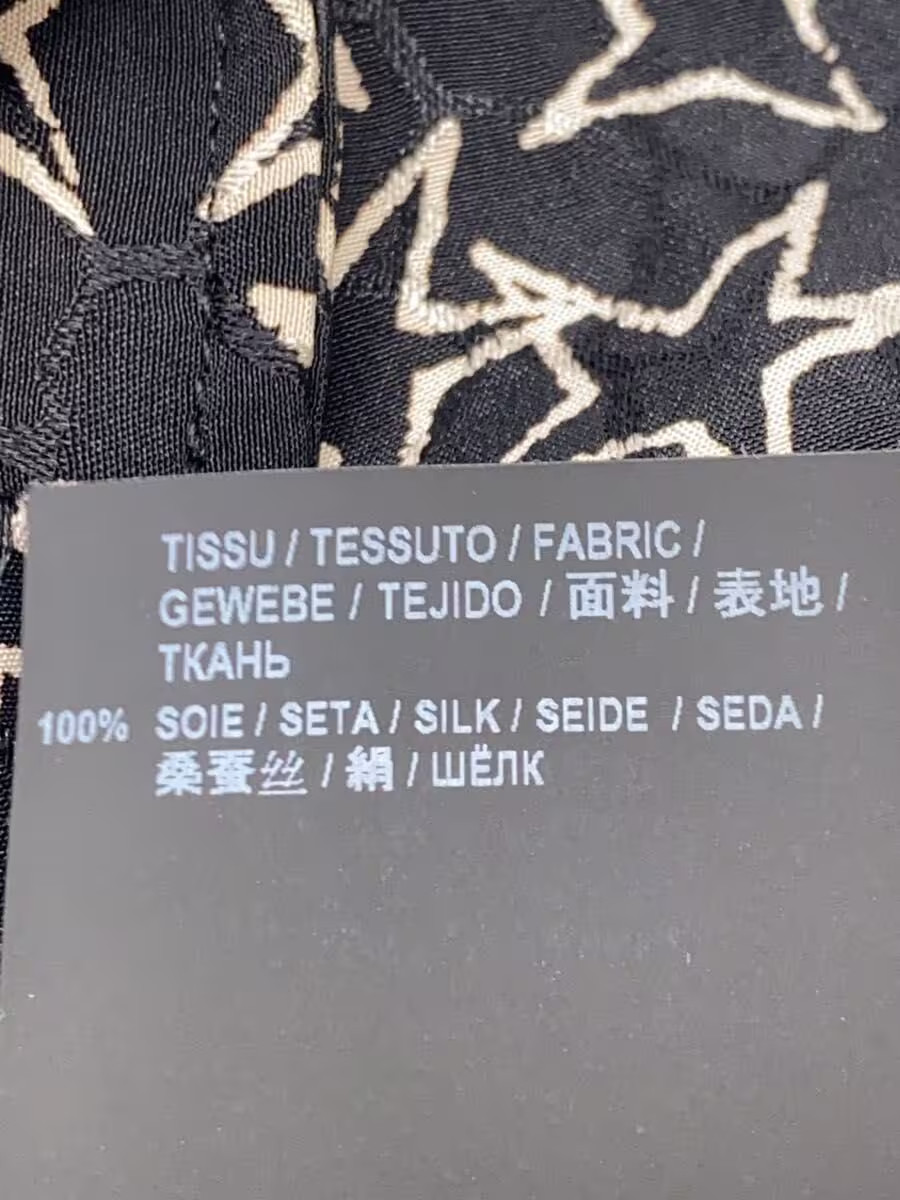 TISSU / TESSUTO / FABRIC /
GEWEBE / TEJIDO / 面料 / 表地 /
ТКАНЬ
100% SOIE / SETA / SILK / SEIDE / SEDA /
桑蚕丝 / 絹 / ШЁЛК